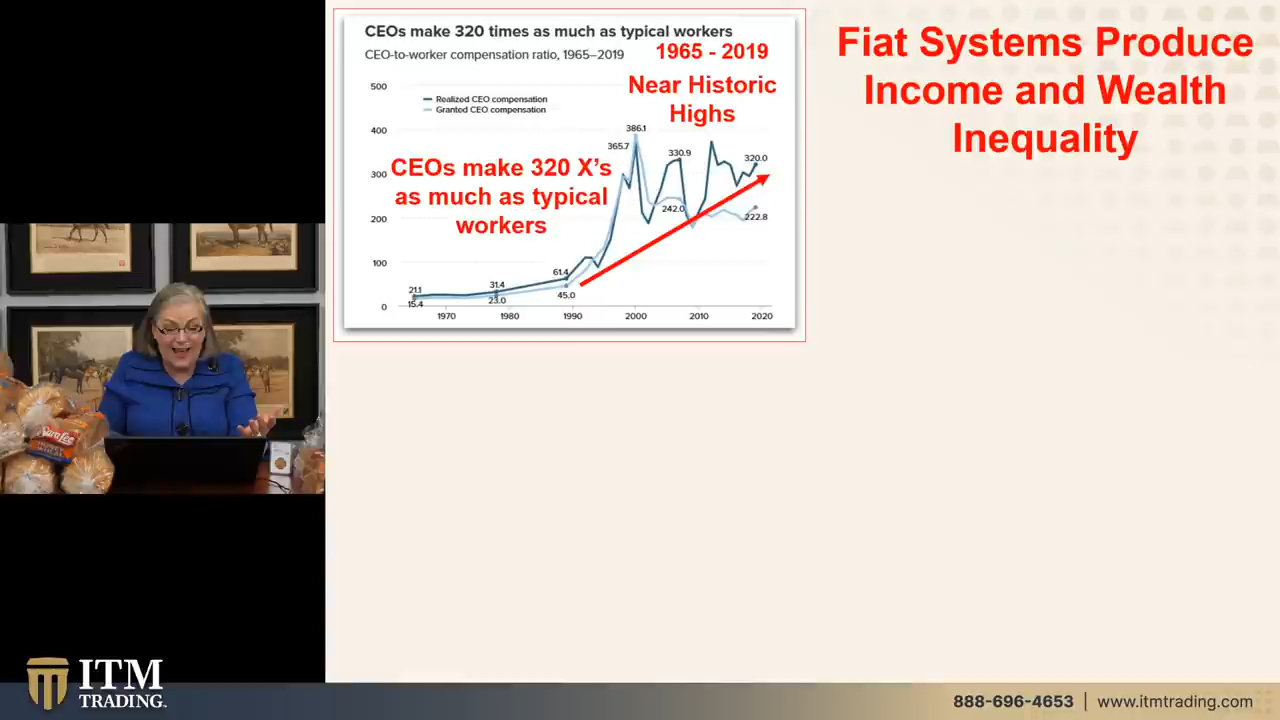 CEOs make 320 times as much as typical workers
CEO-to-worker compensation ratio, 1965–2019
1965 - 2019
Near Historic
Highs
500
400
300
200
100
0
Realized CEO compensation
Granted CEO compensation
CEOs make 320 X's
as much as typical
workers
21.1
15.4
31.4
23.0
61.4
45.0
365.7
386.1
330.9
242.0
320.0
222.8
1970
1980
1990
2000
2010
2020
Fiat Systems Produce
Income and Wealth
Inequality
Sara Lee
HONEY
WHEAT
ITM
TRADING.
888-696-4653 | www.itmtrading.com